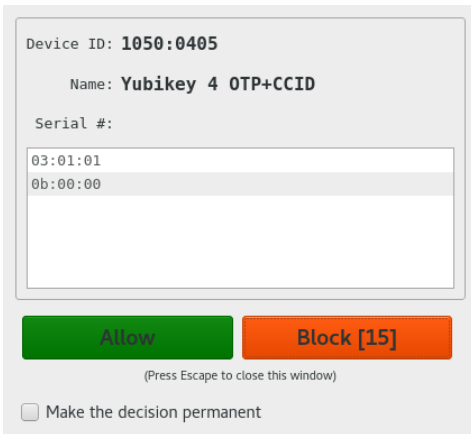 Device ID: 1050:0405
Name: Yubikey 4 OTP+CCID
Serial #:
03:01:01
0b:00:00
Allow
Block [15]
(Press Escape to close this window)
Make the decision permanent